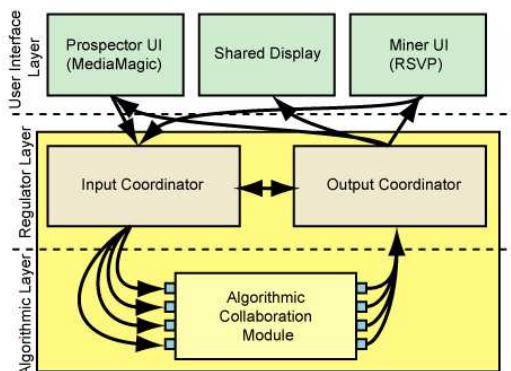 User Interface
Layer
Prospector UI
(MediaMagic)
Shared Display
Miner UI
(RSVP)
Regulator Layer
Input Coordinator
Output Coordinator
Algorithmic Layer
Algorithmic
Collaboration
Module